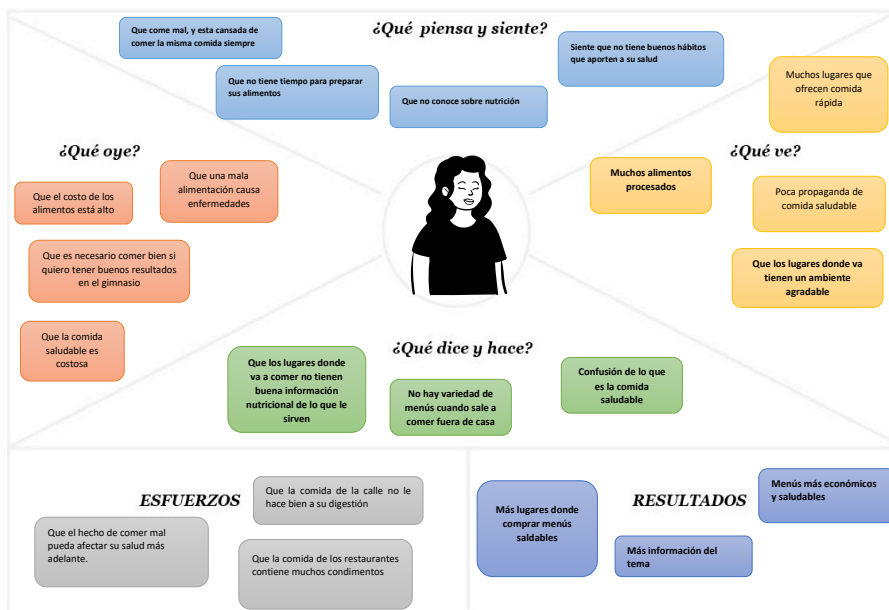 ¿Qué piensa y siente?
Que come mal, y esta cansada de
comer la misma comida siempre
Que no tiene tiempo para preparar
sus alimentos
Que no conoce sobre nutrición
Siente que no tiene buenos hábitos
que aporten a su salud
¿Qué oye?
Que el costo de los
alimentos está alto
Que una mala
alimentación causa
enfermedades
Que es necesario comer bien si
quiero tener buenos resultados
en el gimnasio
Que la comida
saludable es
costosa
¿Qué ve?
Muchos lugares que
ofrecen comida
rápida
Muchos alimentos
procesados
Poca propaganda de
comida saludable
Que los lugares donde va
tienen un ambiente
agradable
¿Qué dice y hace?
Que los lugares donde
va a comer no tienen
buena información
nutricional de lo que le
sirven
No hay variedad de
menús cuando sale a
comer fuera de casa
Confusión de lo que
es la comida
saludable
ESFUERZOS
Que la comida de la calle no le
hace bien a su digestión
Que el hecho de comer mal
pueda afectar su salud más
adelante.
Que la comida de los restaurantes
contiene muchos condimentos
RESULTADOS
Más lugares donde
comprar menús
saldables
Menús más económicos
y saludables
Más información del
tema